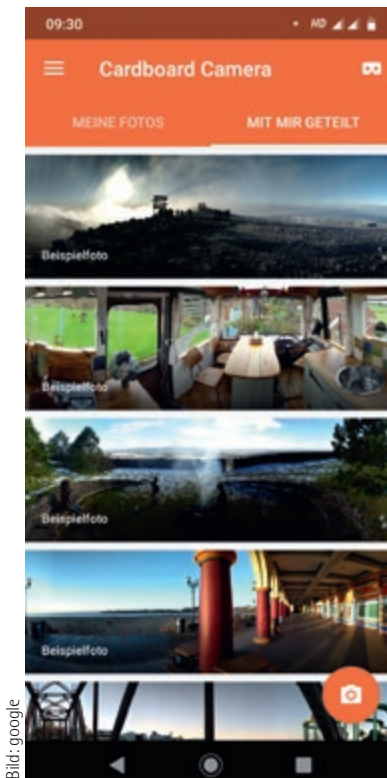 09:30
HD
Cardboard Camera
MEINE FOTOS
MIT MIR GETEILT
Beispielfoto
Beispielfoto
Beispielfoto
Beispielfoto
Bild: google